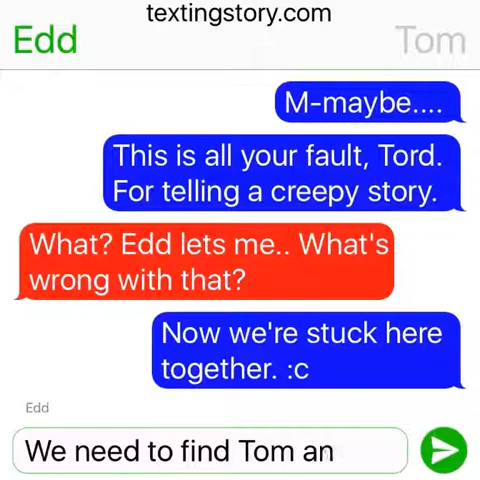 textingstory.com
Edd
Tom
M-maybe....
This is all your fault, Tord.
For telling a creepy story.
What? Edd lets me.. What's
wrong with that?
Now we're stuck here
together. :c
Edd
We need to find Tom an